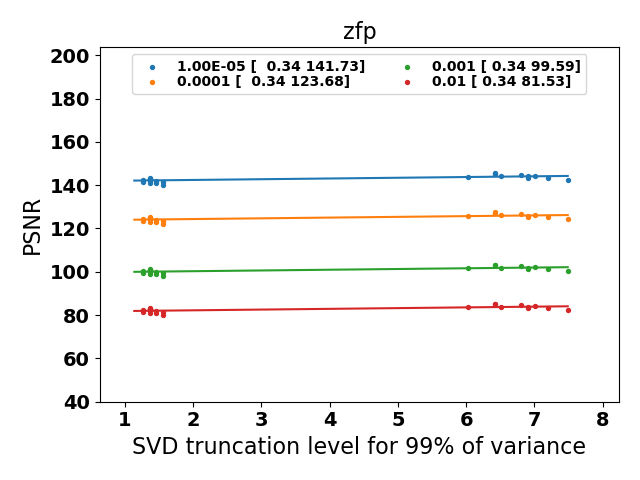 zfp
1.00E-05 [  0.34 141.73]
0.0001 [  0.34 123.68]
0.001 [ 0.34 99.59]
0.01 [ 0.34 81.53]
200
180
160
140
120
100
80
60
40
PSNR
1 2 3 4 5 6 7 8
SVD truncation level for 99% of variance